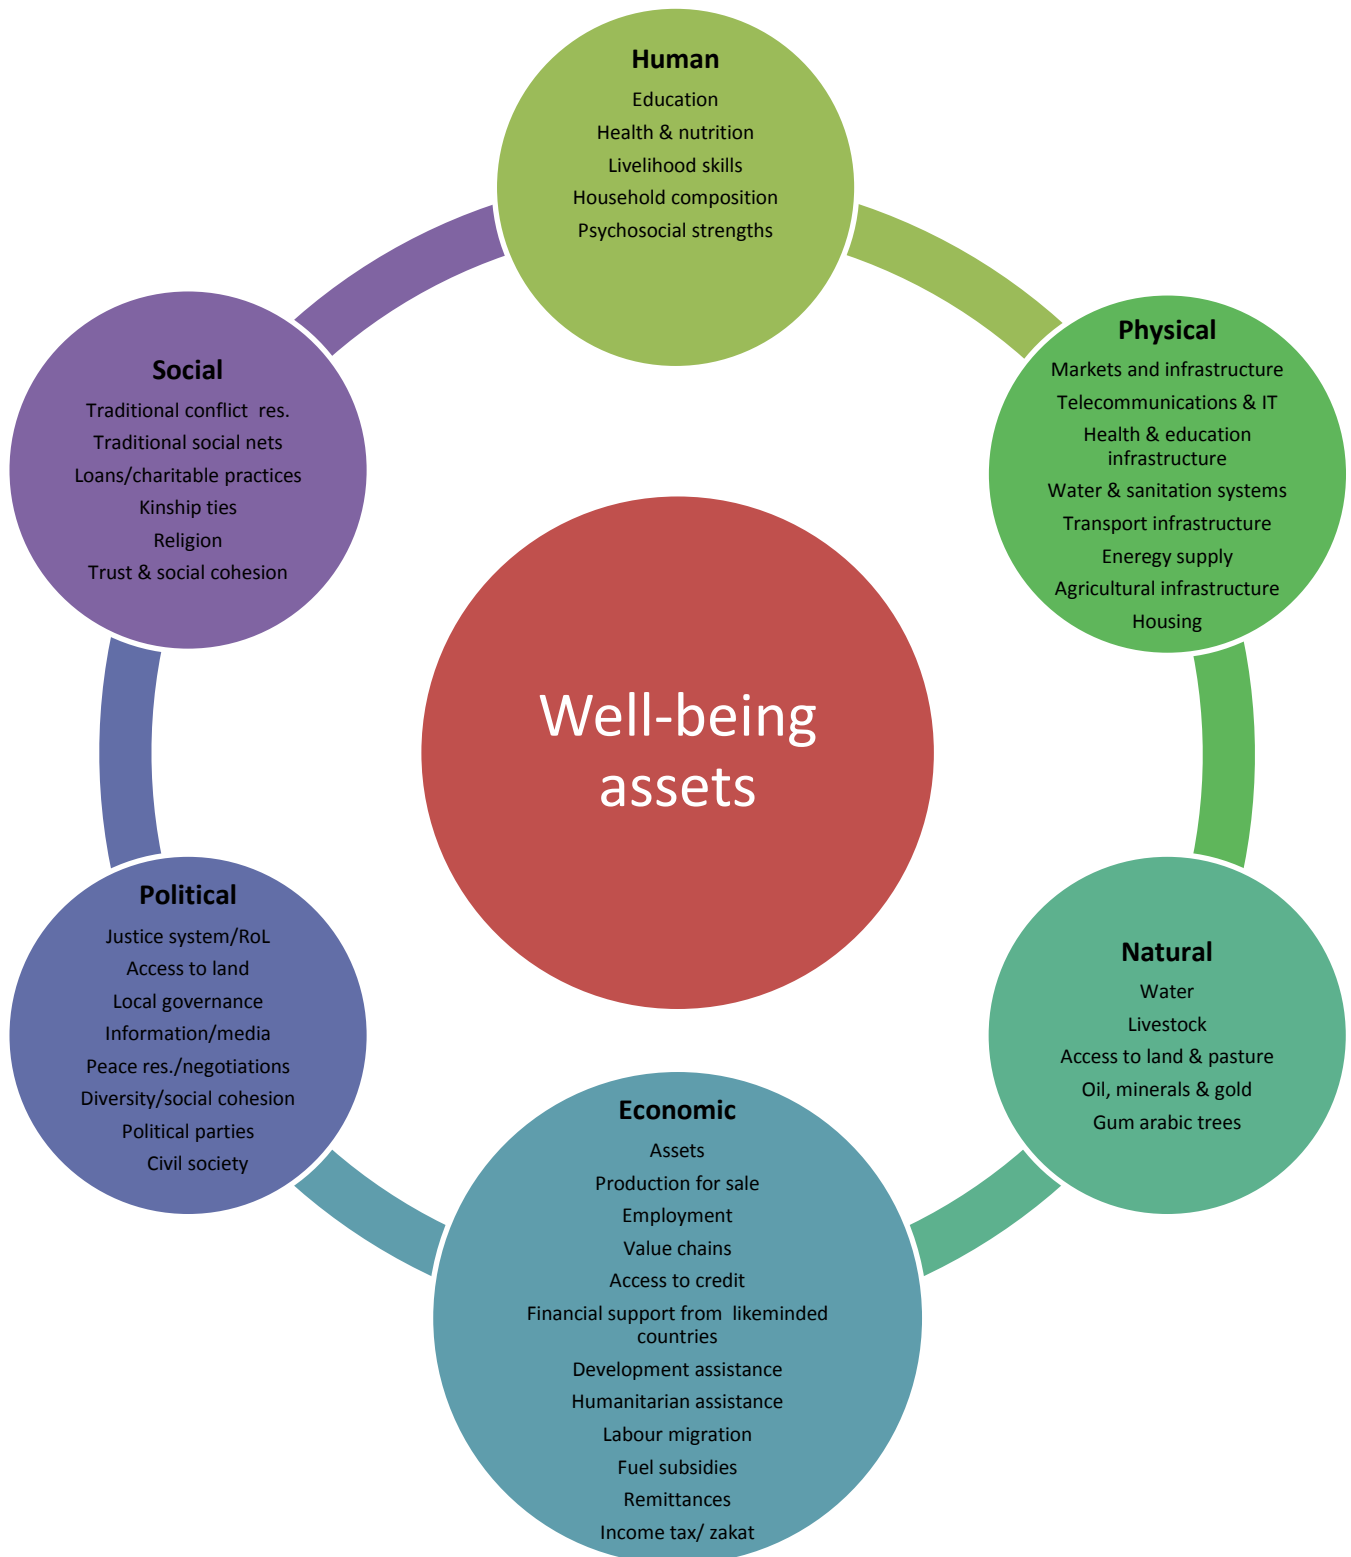 Human
Education
Health & nutrition
Livelihood skills
Household composition
Psychosocial strengths
Physical
Markets and infrastructure
Telecommunications & IT
Health & education
infrastructure
Water & sanitation systems
Transport infrastructure
Eneregy supply
Agricultural infrastructure
Housing
Natural
Water
Livestock
Access to land & pasture
Oil, minerals & gold
Gum arabic trees
Economic
Assets
Production for sale
Employment
Value chains
Access to credit
Financial support from likeminded
countries
Development assistance
Humanitarian assistance
Labour migration
Fuel subsidies
Remittances
Income tax/ zakat
Political
Justice system/RoL
Access to land
Local governance
Information/media
Peace res./negotiations
Diversity/social cohesion
Political parties
Civil society
Social
Traditional conflict res.
Traditional social nets
Loans/charitable practices
Kinship ties
Religion
Trust & social cohesion
Well-being
assets